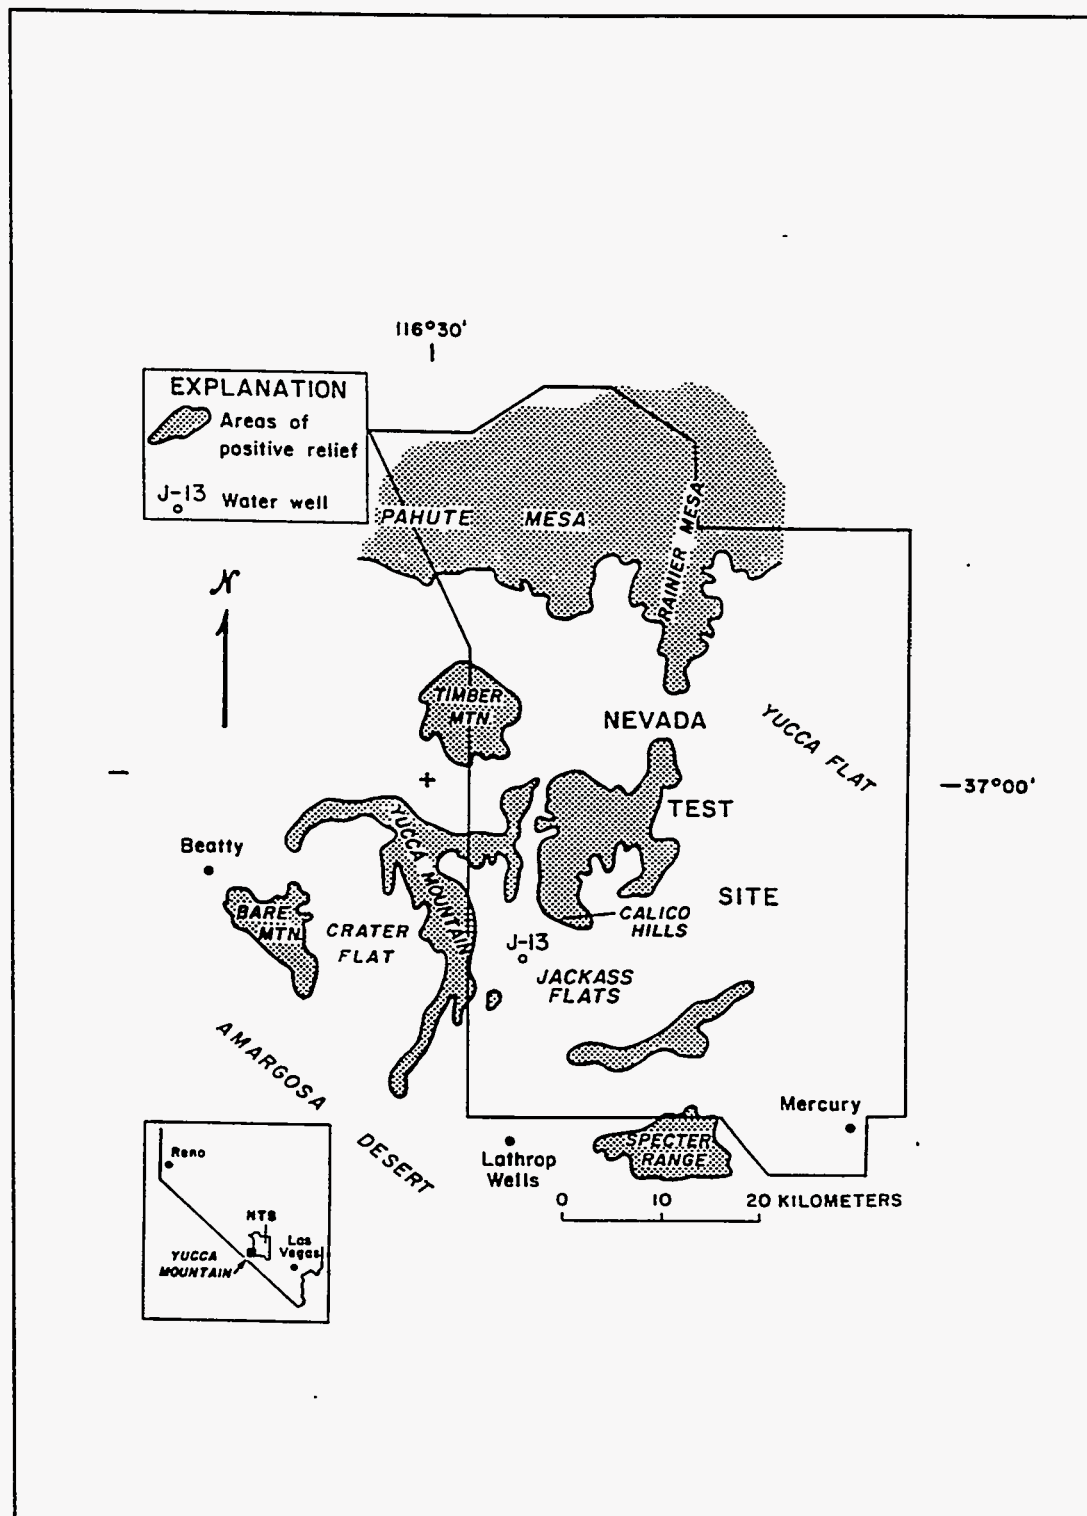 116°30'
EXPLANATION
Areas of
positive relief
J-13 Water well
PAHUTE MESA
RAINIER MESA
N
TIMBER
MTN.
NEVADA
YUCCA FLAT
37°00'
TEST
YUCCA MOUNTAIN
Beatty
SITE
BARE
MTN.
CRATER
FLAT
CALICO
HILLS
J-13
JACKASS
FLATS
AMARGOSA
DESERT
Mercury
Lathrop
Wells
SPECTER
RANGE
0 10 20 KILOMETERS
Reno
NTS
Las
Vegas
YUCCA
MOUNTAIN